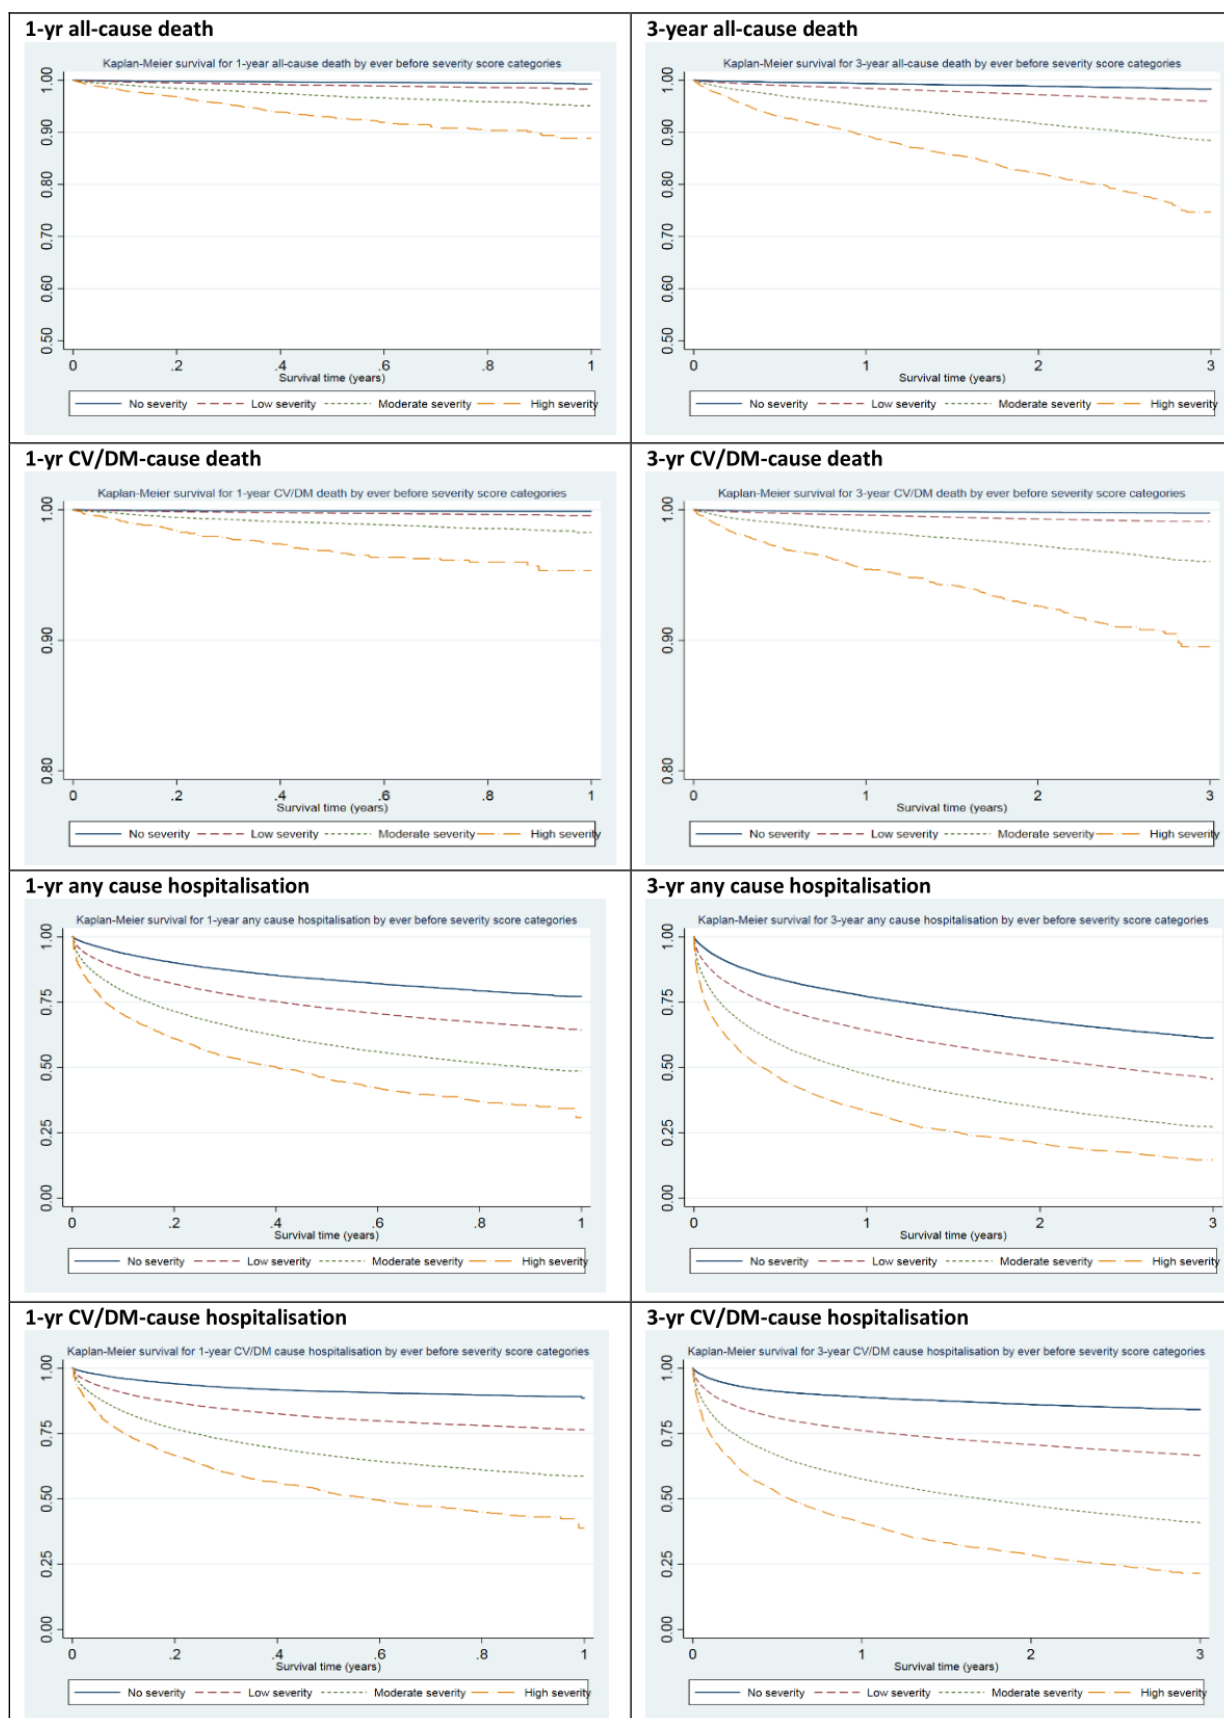 1-yr all-cause death
Kaplan-Meier survival for 1-year all-cause death by ever before severity score categories
1.00
0.90
0.80
0.70
0.60
0.50
0 .2 .4 .6 .8 1
Survival time (years)
No severity Low severity Moderate severity High severity
3-year all-cause death
Kaplan-Meier survival for 3-year all-cause death by ever before severity score categories
1.00
0.90
0.80
0.70
0.60
0.50
0 1 2 3
Survival time (years)
No severity Low severity Moderate severity High severity
1-yr CV/DM-cause death
Kaplan-Meier survival for 1-year CV/DM death by ever before severity score categories
1.00
0.90
0.80
0 .2 .4 .6 .8 1
Survival time (years)
No severity Low severity Moderate severity High severity
3-yr CV/DM-cause death
Kaplan-Meier survival for 3-year CV/DM death by ever before severity score categories
1.00
0.90
0.80
0 1 2 3
Survival time (years)
No severity Low severity Moderate severity High severity
1-yr any cause hospitalisation
Kaplan-Meier survival for 1-year any cause hospitalisation by ever before severity score categories
1.00
0.75
0.50
0.25
0.00
0 .2 .4 .6 .8 1
Survival time (years)
No severity Low severity Moderate severity High severity
3-yr any cause hospitalisation
Kaplan-Meier survival for 3-year any cause hospitalisation by ever before severity score categories
1.00
0.75
0.50
0.25
0.00
0 1 2 3
Survival time (years)
No severity Low severity Moderate severity High severity
1-yr CV/DM-cause hospitalisation
Kaplan-Meier survival for 1-year CV/DM cause hospitalisation by ever before severity score categories
1.00
0.75
0.50
0.25
0.00
0 .2 .4 .6 .8 1
Survival time (years)
No severity Low severity Moderate severity High severity
3-yr CV/DM-cause hospitalisation
Kaplan-Meier survival for 3-year CV/DM cause hospitalisation by ever before severity score categories
1.00
0.75
0.50
0.25
0.00
0 1 2 3
Survival time (years)
No severity Low severity Moderate severity High severity